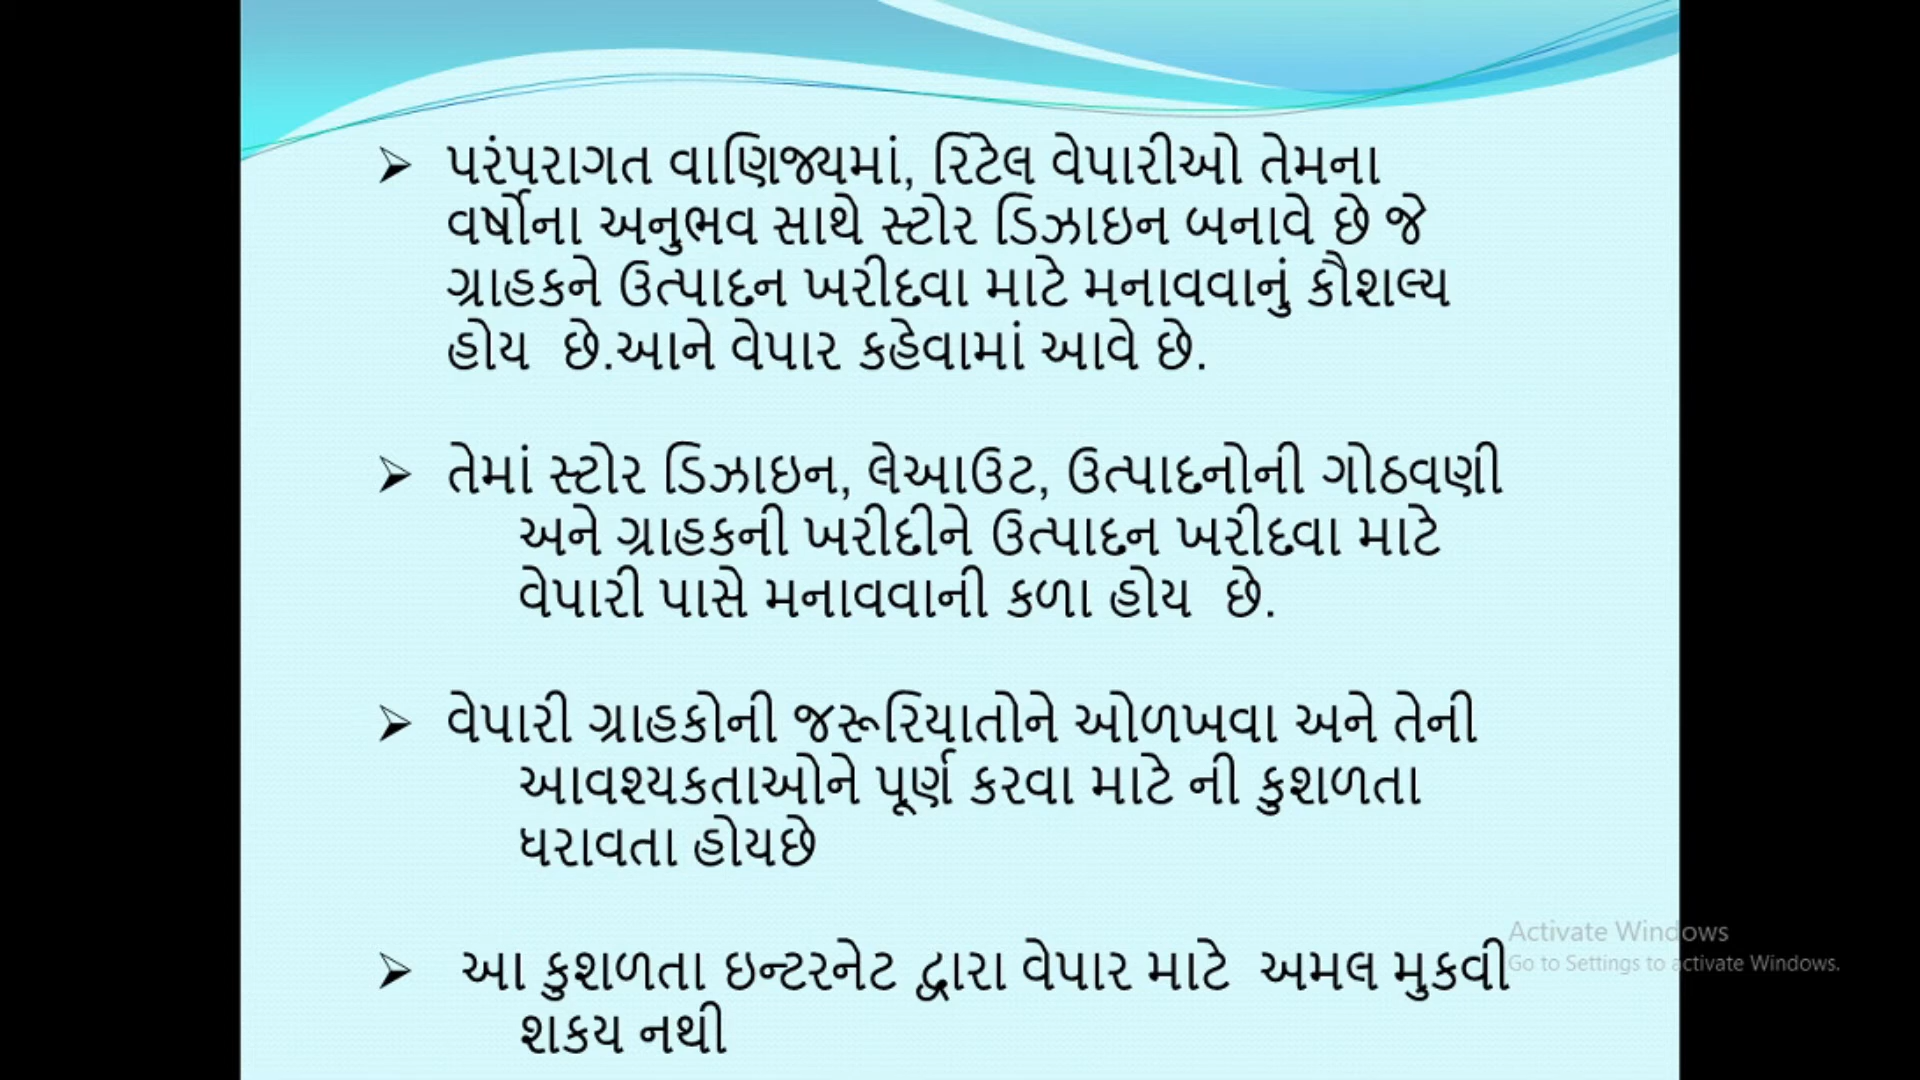 ➢ પરંપરાગત વાણિજ્યમાં, રિટેલ વેપારીઓ તેમના
વર્ષોના અનુભવ સાથે સ્ટોર ડિઝાઇન બનાવે છે જે
ગ્રાહકને ઉત્પાદન ખરીદવા માટે મનાવવાનું કૌશલ્ય
હોય  છે.આને વેપાર કહેવામાં આવે છે.
➢ તેમાં સ્ટોર ડિઝાઇન, લેઆઉટ, ઉત્પાદનોની ગોઠવણી
અને ગ્રાહકની ખરીદીને ઉત્પાદન ખરીદવા માટે
વેપારી પાસે મનાવવાની કળા હોય  છે.
➢ વેપારી ગ્રાહકોની જરૂરિયાતોને ઓળખવા અને તેની
આવશ્યકતાઓને પૂર્ણ કરવા માટે ની કુશળતા
ધરાવતા હોયછે
➢ આ કુશળતા ઇન્ટરનેટ દ્વારા વેપાર માટે  અમલ મુકવી
શકય નથી
Activate Windows
Go to Settings to activate Windows.